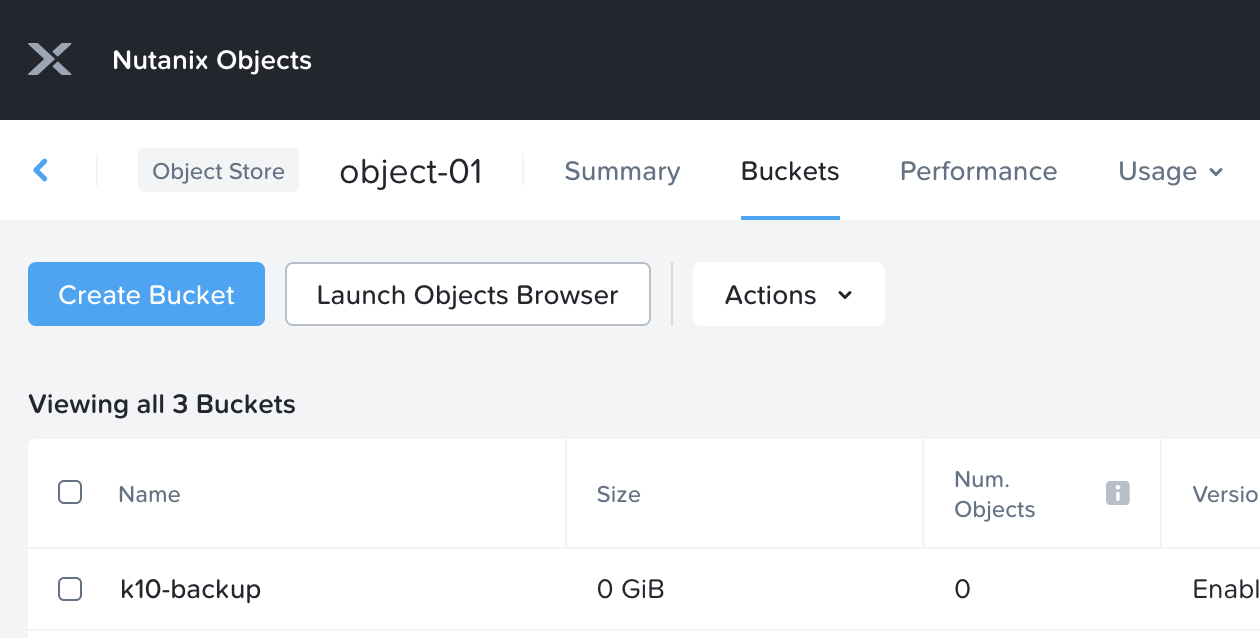 Nutanix Objects
Object Store object-01 Summary Buckets Performance Usage
Create Bucket Launch Objects Browser Actions
Viewing all 3 Buckets
Name Size Num. Objects Versio
k10-backup 0 GiB 0 Enabl